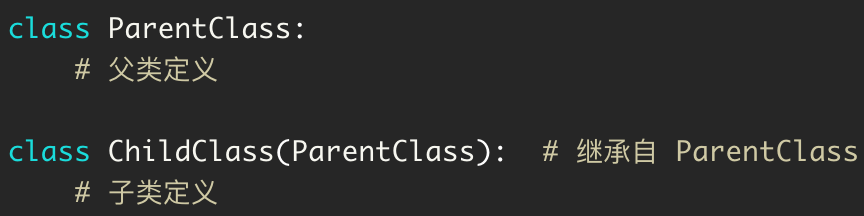 class ParentClass:
    # 父类定义

class ChildClass(ParentClass):  # 继承自 ParentClass
    # 子类定义